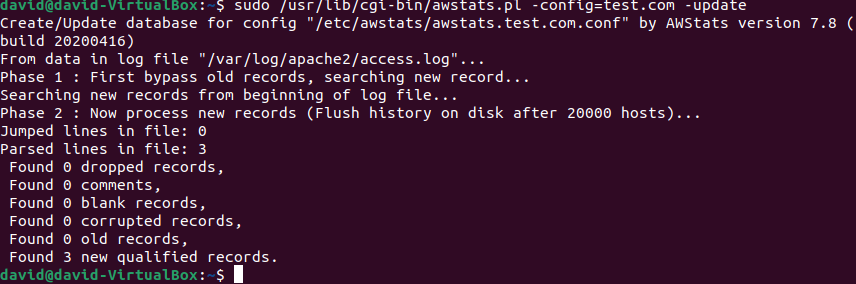 david@david-VirtualBox:~$ sudo /usr/lib/cgi-bin/awstats.pl -config=test.com -update
Create/Update database for config "/etc/awstats/awstats.test.com.conf" by AWStats version 7.8 (
build 20200416)
From data in log file "/var/log/apache2/access.log"...
Phase 1 : First bypass old records, searching new record...
Searching new records from beginning of log file...
Phase 2 : Now process new records (Flush history on disk after 20000 hosts)...
Jumped lines in file: 0
Parsed lines in file: 3
 Found 0 dropped records,
 Found 0 comments,
 Found 0 blank records,
 Found 0 corrupted records,
 Found 0 old records,
 Found 3 new qualified records.
david@david-VirtualBox:~$